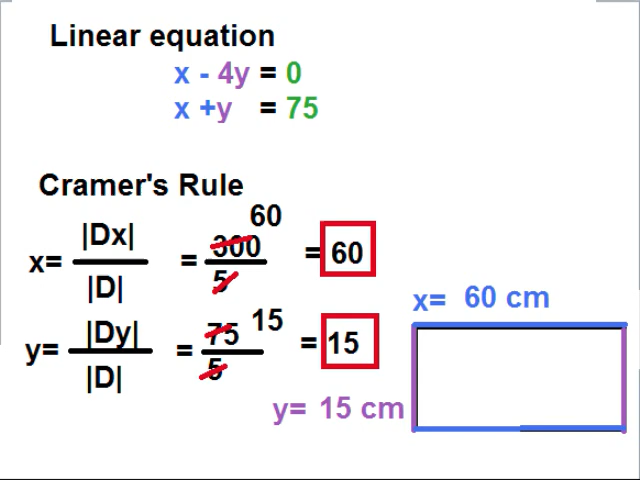 Linear equation
x - 4y = 0
x +y = 75
Cramer's Rule
x= |Dx| / |D| = 300 / 5 60 = 60
y= |Dy| / |D| = 75 / 5 15 = 15
x= 60 cm
y= 15 cm